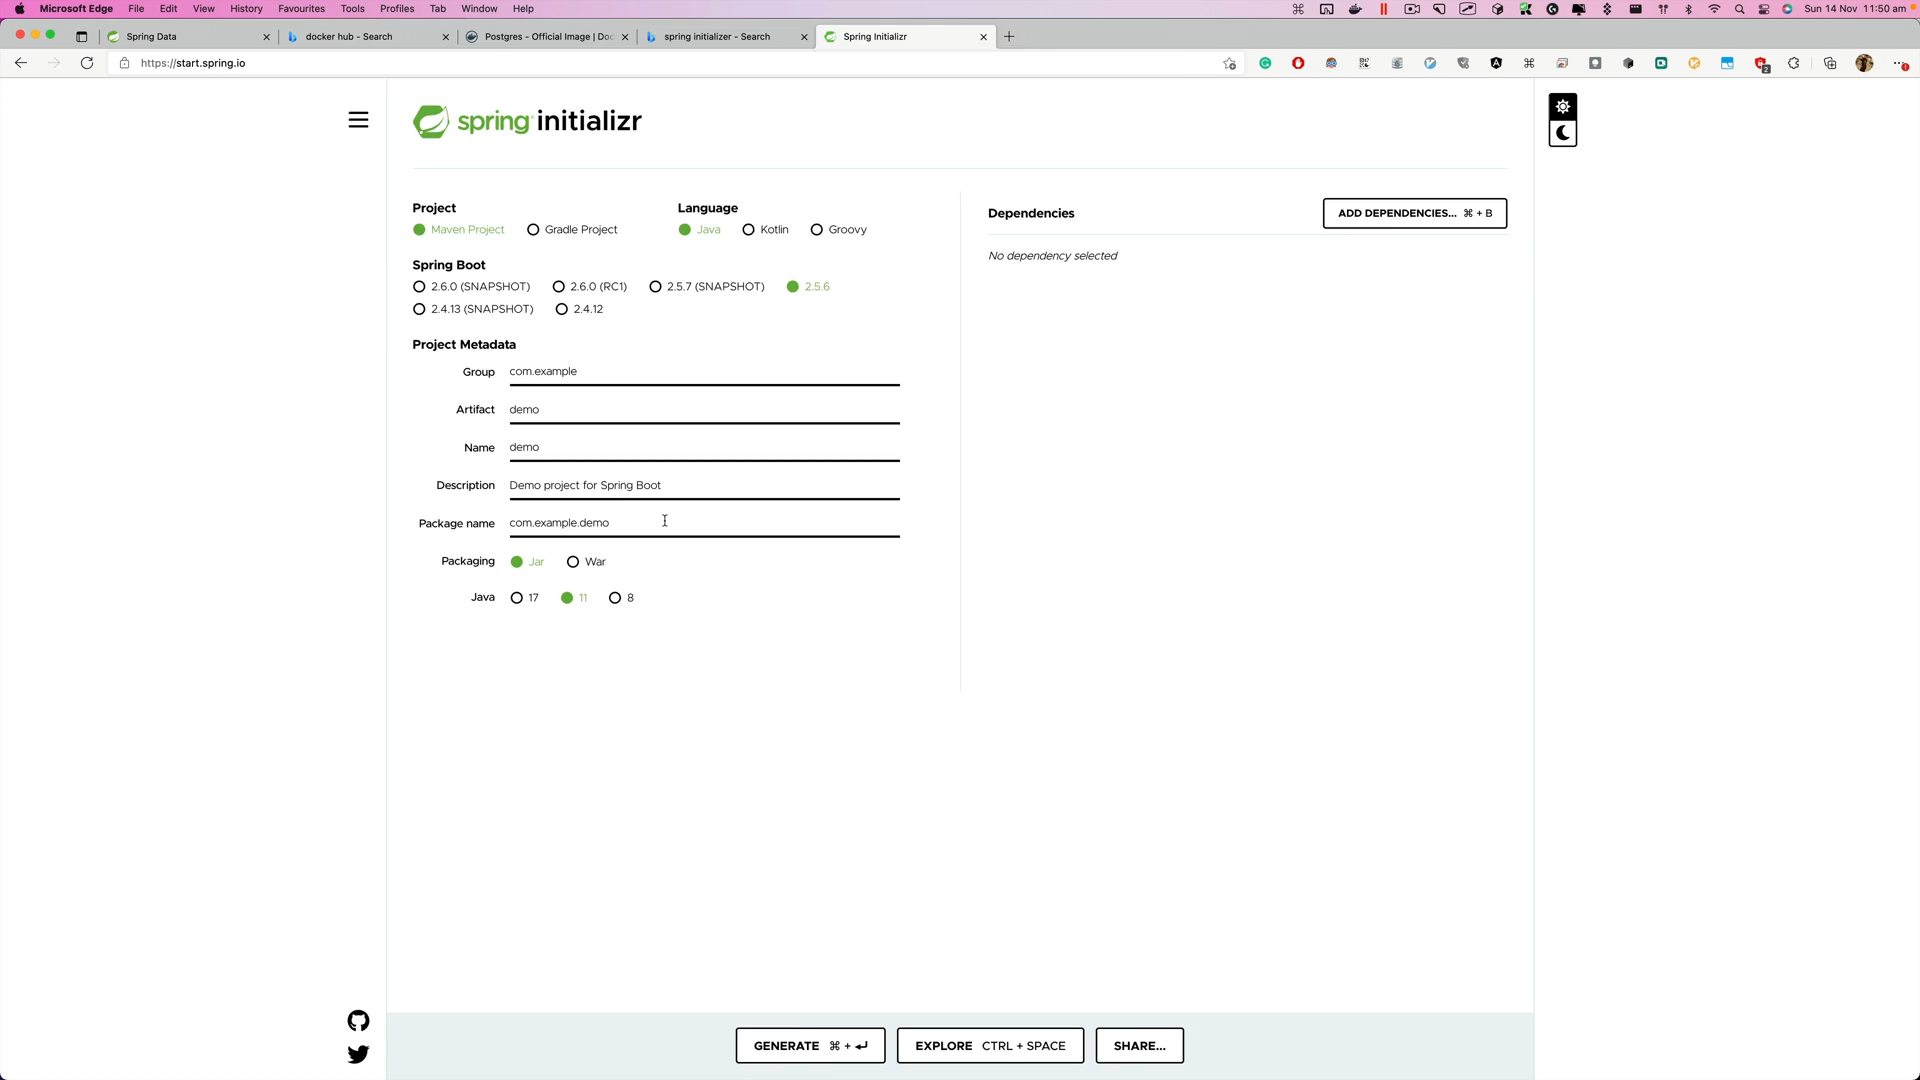 Microsoft Edge File Edit View History Favourites Tools Profiles Tab Window Help Sun 14 Nov 11:50 am
Spring Data docker hub - Search Postgres - Official Image | Doc spring initializer - Search Spring Initializr
https://start.spring.io
2
spring initializr
Project Language
Maven Project Gradle Project Java Kotlin Groovy
Dependencies ADD DEPENDENCIES... ⌘ + B
No dependency selected
Spring Boot
2.6.0 (SNAPSHOT) 2.6.0 (RC1) 2.5.7 (SNAPSHOT) 2.5.6
2.4.13 (SNAPSHOT) 2.4.12
Project Metadata
Group com.example
Artifact demo
Name demo
Description Demo project for Spring Boot
Package name com.example.demo
Packaging Jar War
Java 17 11 8
GENERATE ⌘ + ↵ EXPLORE CTRL + SPACE SHARE...